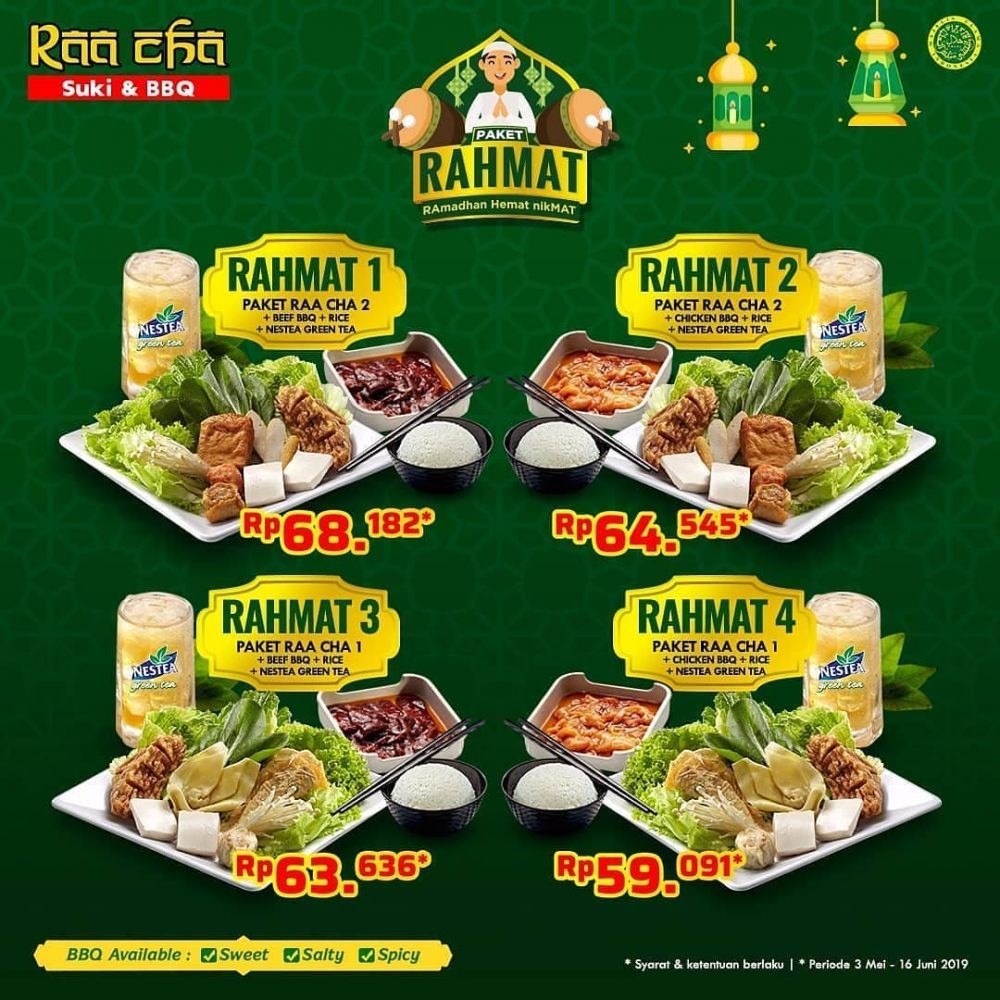 Raa cha
Suki & BBQ
PAKET
RAHMAT
RAmadhan Hemat nikMAT
RAHMAT 1
PAKET RAA CHA 2
+ BEEF BBQ + RICE
+ NESTEA GREEN TEA
NESTEA
green tea
Rp68.182*
RAHMAT 2
PAKET RAA CHA 2
+ CHICKEN BBQ + RICE
+ NESTEA GREEN TEA
NESTEA
green tea
Rp64.545*
RAHMAT 3
PAKET RAA CHA 1
+ BEEF BBQ + RICE
+ NESTEA GREEN TEA
NESTEA
green tea
Rp63.636*
RAHMAT 4
PAKET RAA CHA 1
+ CHICKEN BBQ + RICE
+ NESTEA GREEN TEA
NESTEA
green tea
Rp59.091*
BBQ Available : Sweet Salty Spicy
* Syarat & ketentuan berlaku | * Periode 3 Mei - 16 Juni 2019